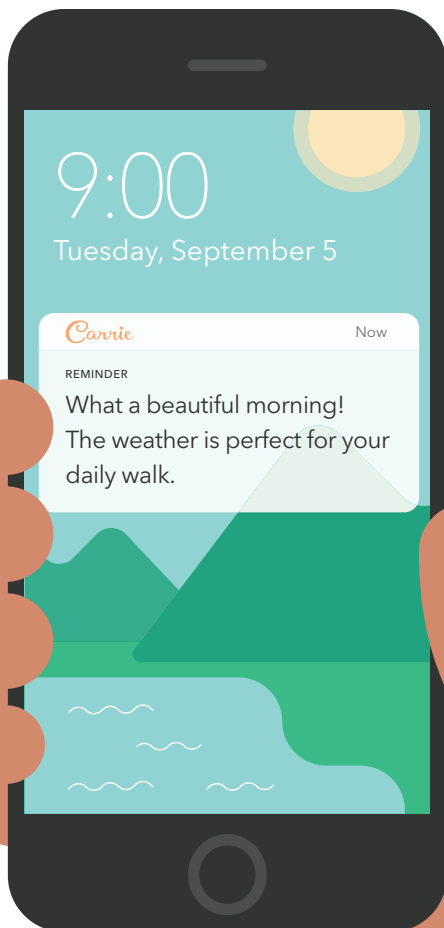 9:00
Tuesday, September 5
Carrie Now
REMINDER
What a beautiful morning!
The weather is perfect for your
daily walk.